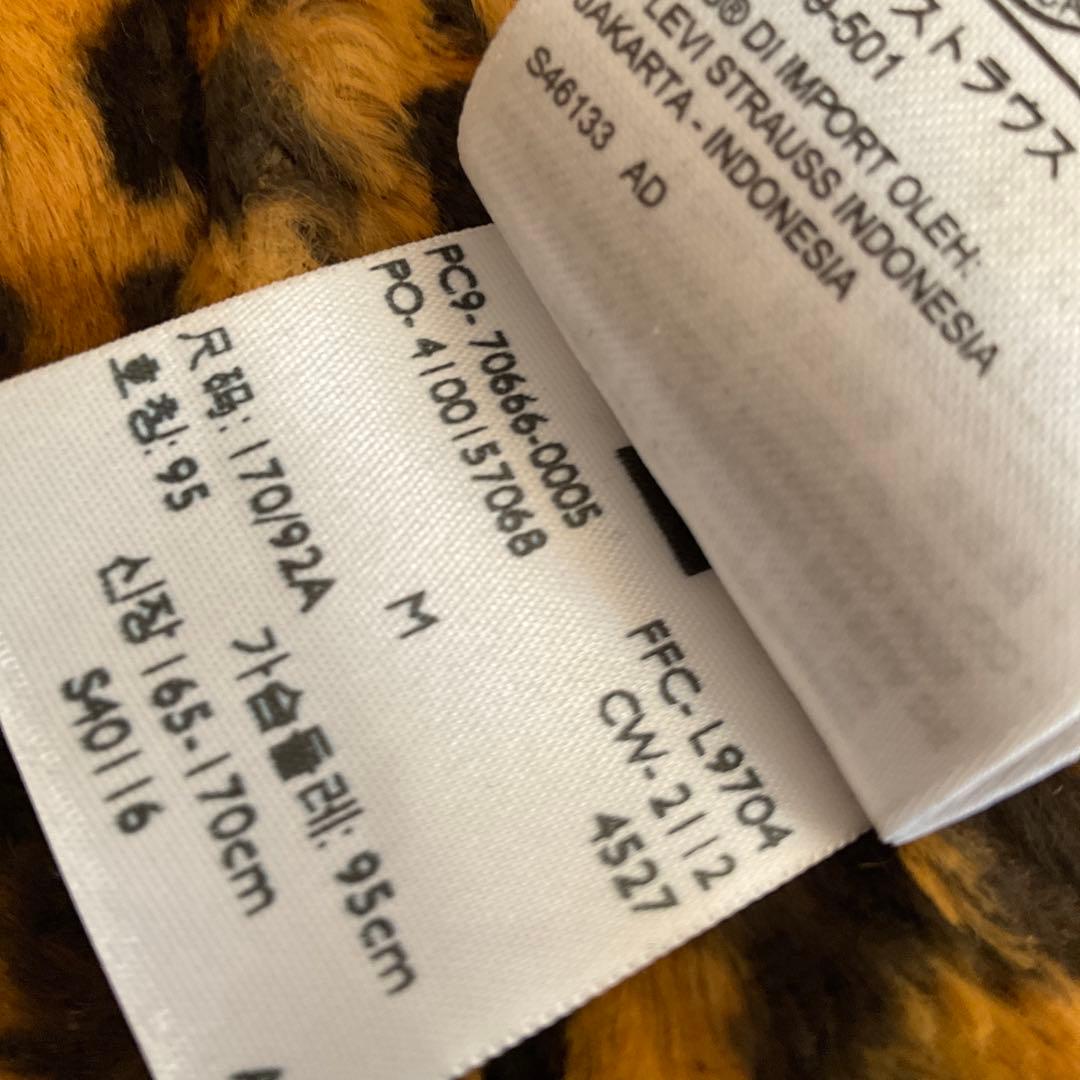 ストラウス
9-501
® DI IMPORT OLEH:
LEVI STRAUSS INDONESIA
JAKARTA - INDONESIA
S46133 AD
PC9-70666-0005
PO-4100157068
FFC-L9704
CW-2112
4527
M
尺码: 170/92A 가슴둘레: 95cm
호칭: 95 신장 165-170cm
S40116